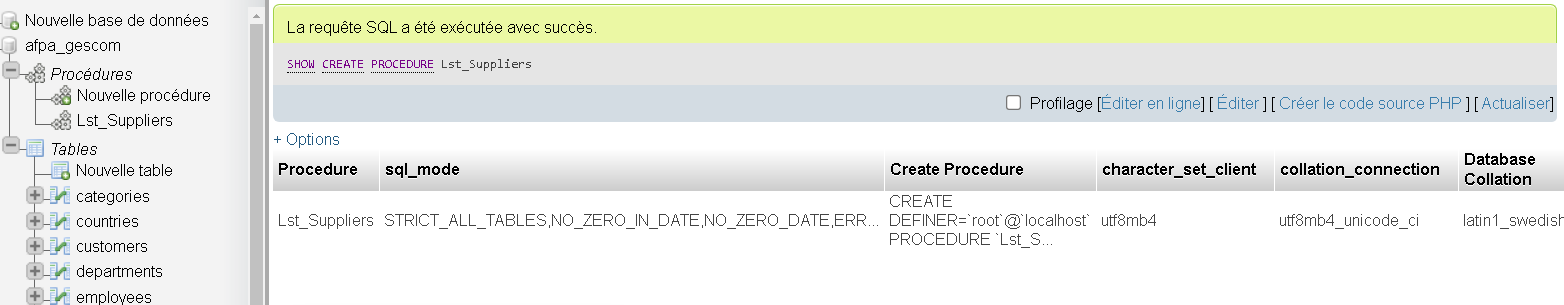 Nouvelle base de données
afpa_gescom
Procédures
Nouvelle procédure
Lst_Suppliers
Tables
Nouvelle table
categories
countries
customers
departments
employees
La requête SQL a été exécutée avec succès.
SHOW CREATE PROCEDURE Lst_Suppliers
Profilage [Éditer en ligne] [ Éditer ] [ Créer le code source PHP ] [ Actualiser]
+ Options
Procedure sql_mode Create Procedure character_set_client collation_connection Database
Collation
Lst_Suppliers STRICT_ALL_TABLES,NO_ZERO_IN_DATE,NO_ZERO_DATE,ERR... CREATE
DEFINER=`root`@`localhost`
PROCEDURE `Lst_S... utf8mb4 utf8mb4_unicode_ci latin1_swedish